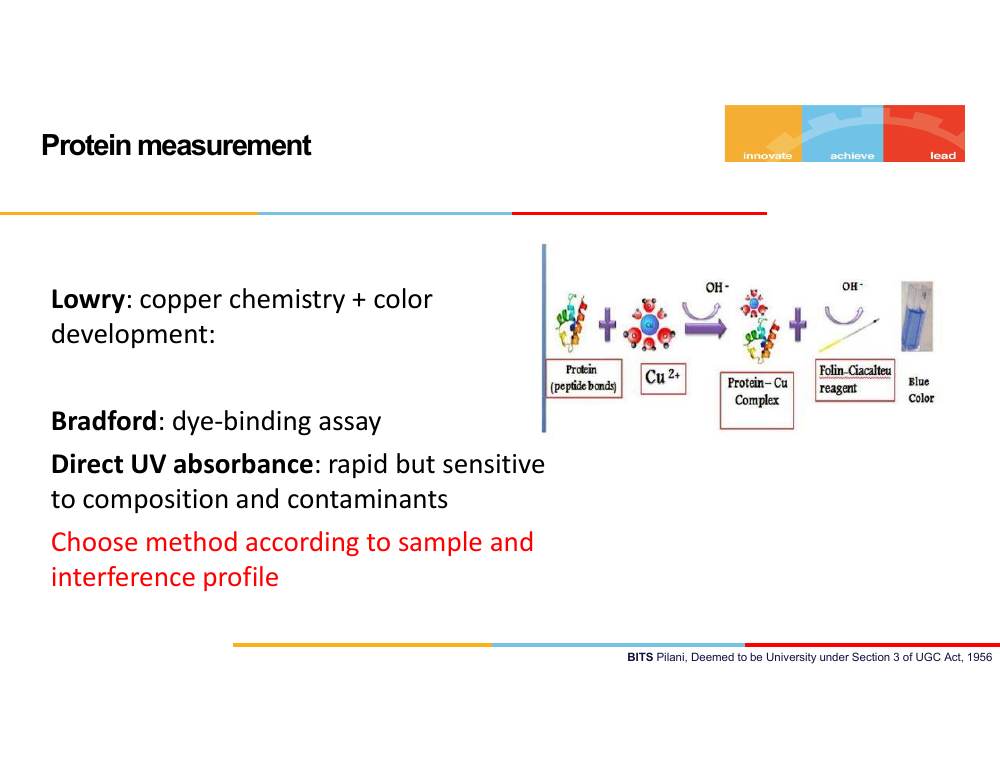 Protein measurement
innovate achieve lead
Lowry: copper chemistry + color
development:
OH -
OH -
Cu
Protein
(peptide bonds)
Cu 2+
Protein – Cu
Complex
Folin-Ciacalteu
reagent
Blue
Color
Bradford: dye-binding assay
Direct UV absorbance: rapid but sensitive
to composition and contaminants
Choose method according to sample and
interference profile
BITS Pilani, Deemed to be University under Section 3 of UGC Act, 1956